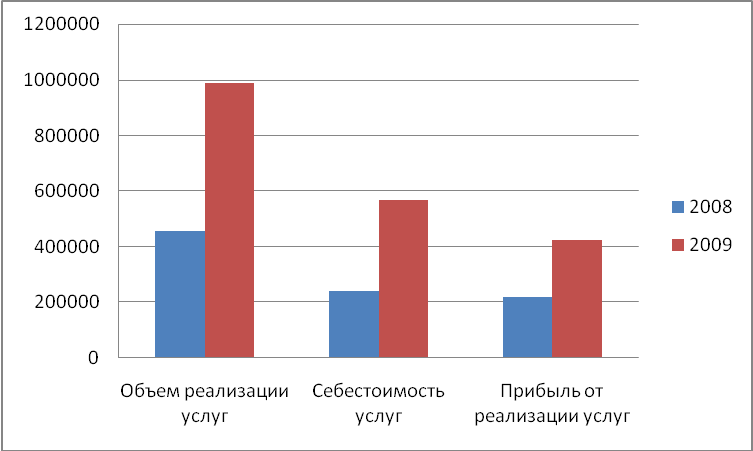 1200000
1000000
800000
600000
400000
200000
0
Объем реализации
услуг
Себестоимость
услуг
Прибыль от
реализации услуг
2008
2009